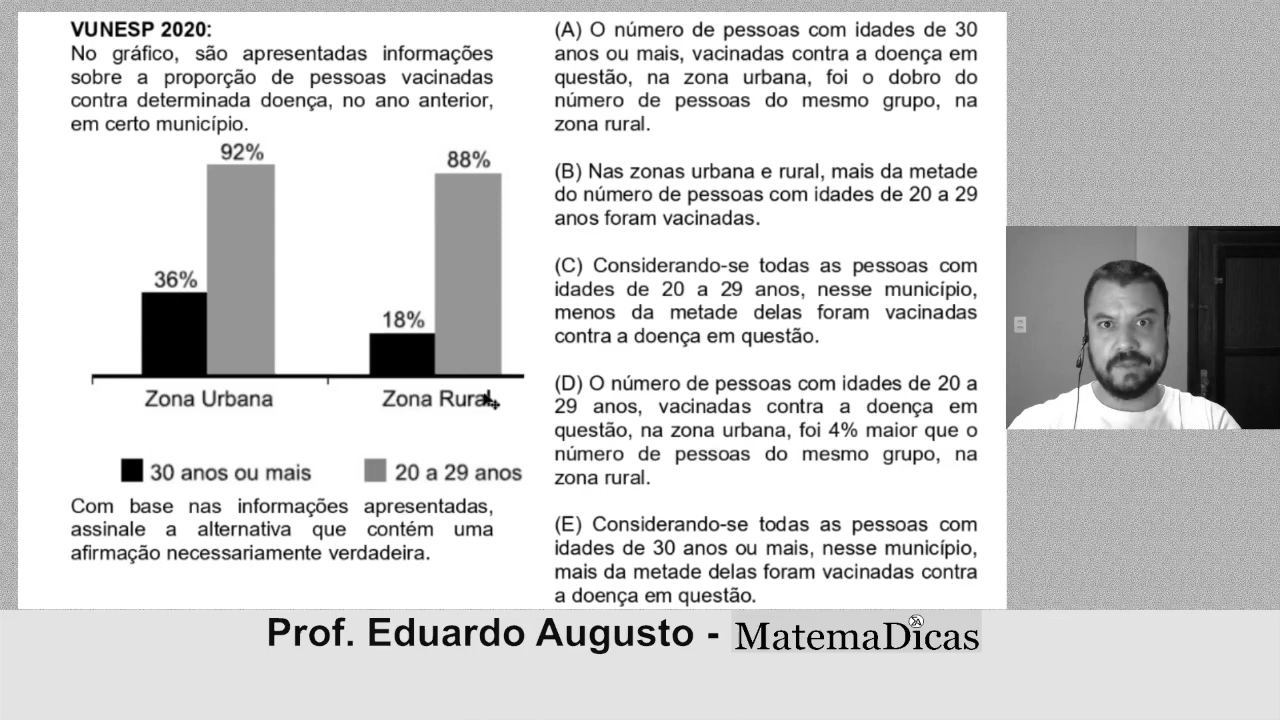 VUNESP 2020:
No gráfico, são apresentadas informações
sobre a proporção de pessoas vacinadas
contra determinada doença, no ano anterior,
em certo município.
92%
88%
36%
18%
Zona Urbana
Zona Rural
30 anos ou mais
20 a 29 anos
Com base nas informações apresentadas,
assinale a alternativa que contém uma
afirmação necessariamente verdadeira.
(A) O número de pessoas com idades de 30
anos ou mais, vacinadas contra a doença em
questão, na zona urbana, foi o dobro do
número de pessoas do mesmo grupo, na
zona rural.
(B) Nas zonas urbana e rural, mais da metade
do número de pessoas com idades de 20 a 29
anos foram vacinadas.
(C) Considerando-se todas as pessoas com
idades de 20 a 29 anos, nesse município,
menos da metade delas foram vacinadas
contra a doença em questão.
(D) O número de pessoas com idades de 20 a
29 anos, vacinadas contra a doença em
questão, na zona urbana, foi 4% maior que o
número de pessoas do mesmo grupo, na
zona rural.
(E) Considerando-se todas as pessoas com
idades de 30 anos ou mais, nesse município,
mais da metade delas foram vacinadas contra
a doença em questão.
Prof. Eduardo Augusto - MatemaDicas